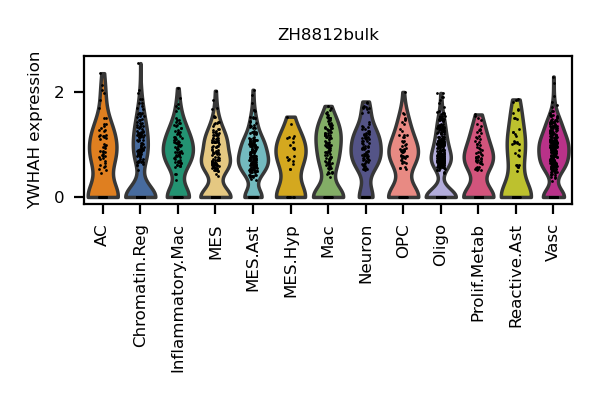 ZH8812bulk
YWHAH expression
2
0
AC
Chromatin.Reg
Inflammatory.Mac
MES
MES.Ast
MES.Hyp
Mac
Neuron
OPC
Oligo
Prolif.Metab
Reactive.Ast
Vasc